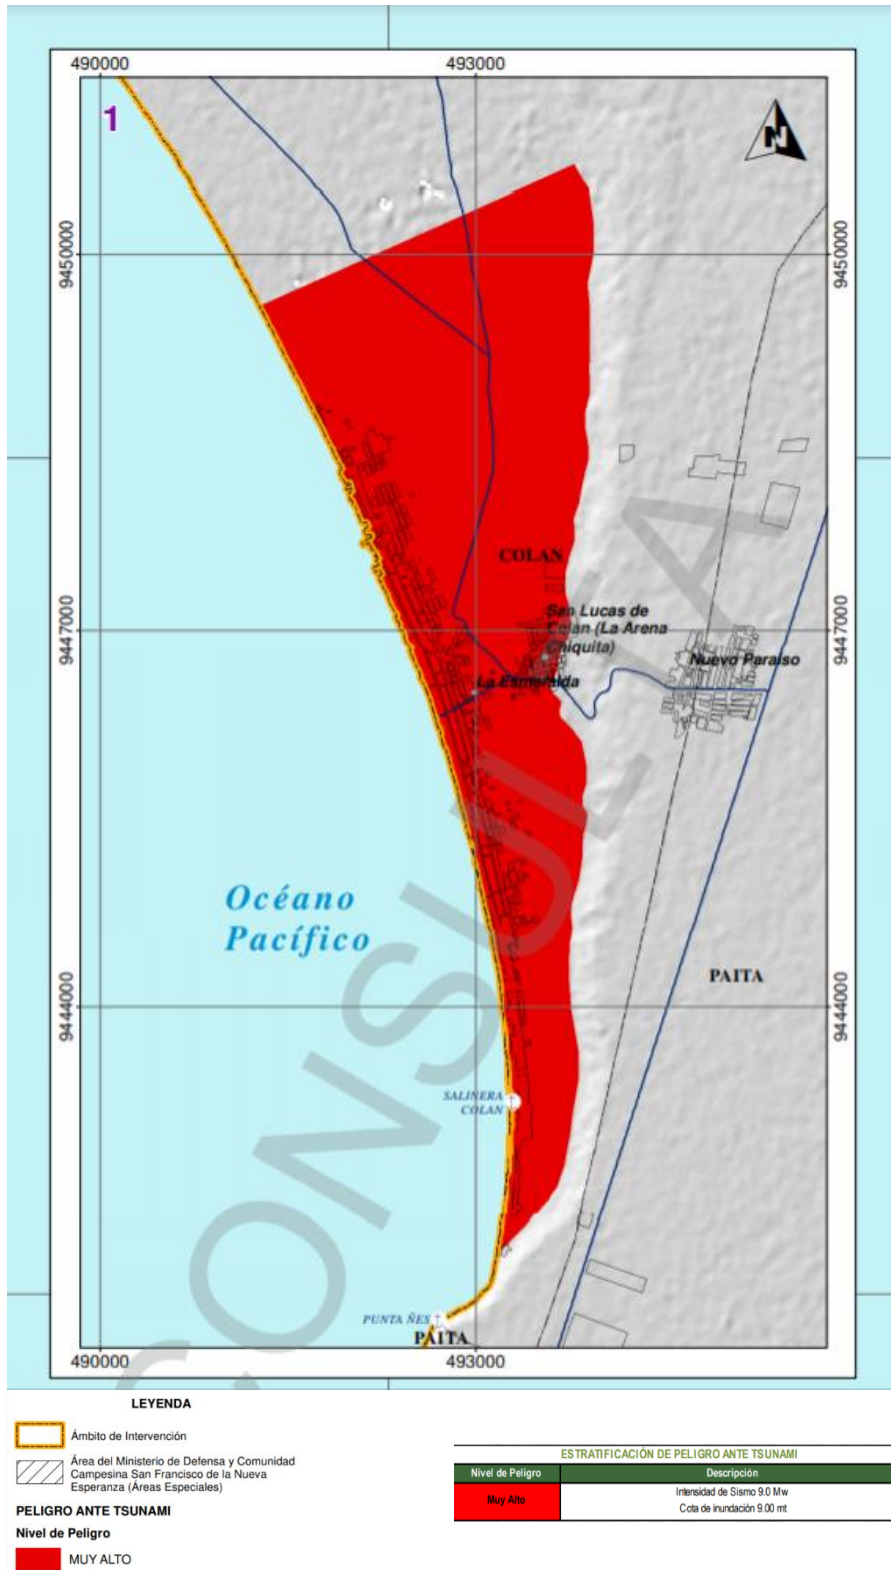 490000
493000
1
N
9450000
9450000
COLAN
San Lucas de
Colan (La Arena
Chiquita)
9447000
9447000
Nuevo Paraiso
La Esmeralda
Océano
Pacífico
PAITA
9444000
9444000
SALINERA
COLAN
PUNTA ÑES
PAITA
490000
493000
CONSULTA
LEYENDA
Ámbito de Intervención
Área del Ministerio de Defensa y Comunidad
Campesina San Francisco de la Nueva
Esperanza (Áreas Especiales)
PELIGRO ANTE TSUNAMI
Nivel de Peligro
MUY ALTO
ESTRATIFICACIÓN DE PELIGRO ANTE TSUNAMI
Nivel de Peligro Descripción
Muy Alto
Intensidad de Sismo 9.0 Mw
Cota de inundación 9.00 mt